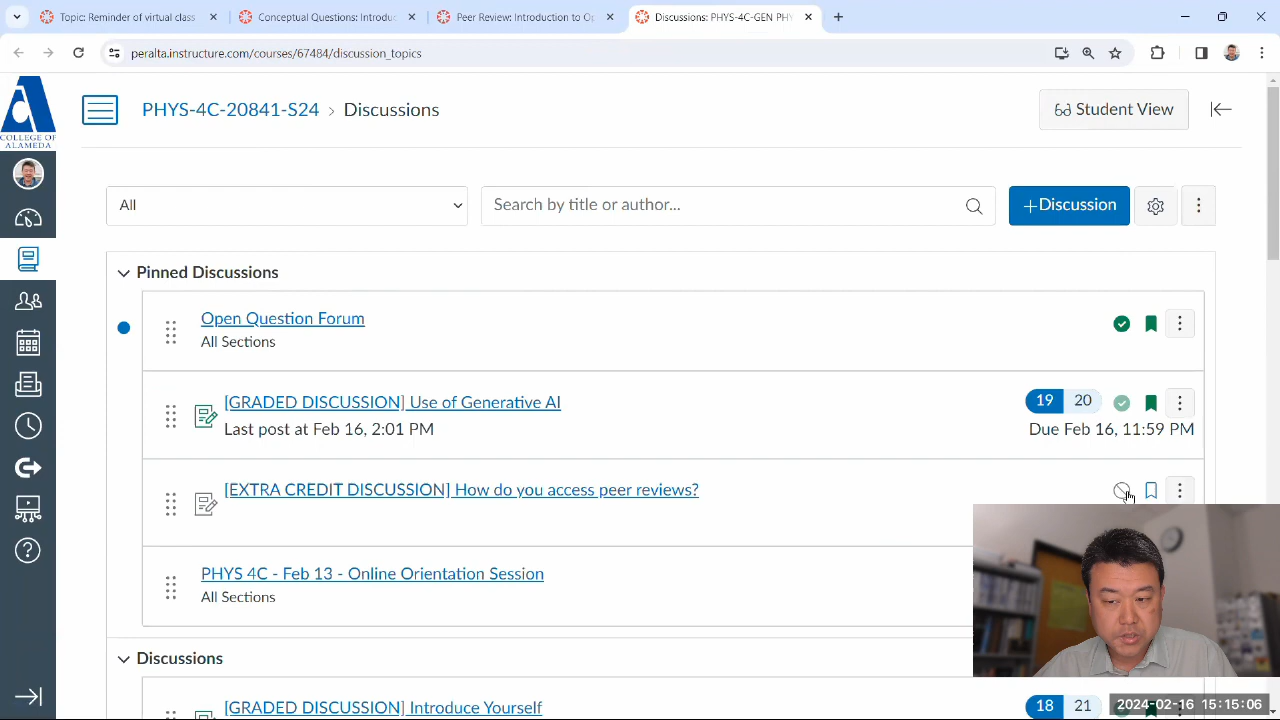 Topic: Reminder of virtual class
Conceptual Questions: Introduc
Peer Review: Introduction to Op
Discussions: PHYS-4C-GEN PHY
peralta.instructure.com/courses/67484/discussion_topics
COLLEGE OF
ALAMEDA
PHYS-4C-20841-S24 › Discussions
Student View
All
Search by title or author...
+Discussion
Pinned Discussions
Open Question Forum
All Sections
[GRADED DISCUSSION] Use of Generative AI
19 20
Last post at Feb 16, 2:01 PM
Due Feb 16, 11:59 PM
[EXTRA CREDIT DISCUSSION] How do you access peer reviews?
PHYS 4C - Feb 13 - Online Orientation Session
All Sections
Discussions
[GRADED DISCUSSION] Introduce Yourself
18 21
2024-02-16 15:15:06